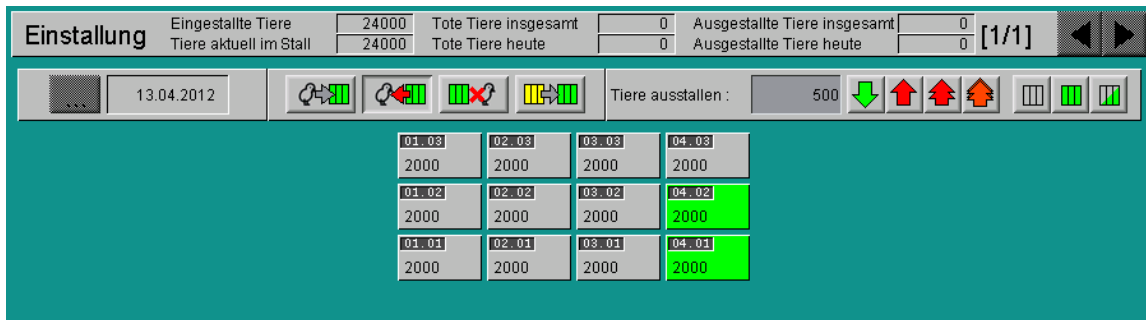 Einstallung Eingestallte Tiere 24000 Tote Tiere insgesamt 0 Ausgestallte Tiere insgesamt 0 [1/1]
Tiere aktuell im Stall 24000 Tote Tiere heute 0 Ausgestallte Tiere heute 0
... 13.04.2012 Tiere ausstallen : 500
01.03 02.03 03.03 04.03
2000 2000 2000 2000
01.02 02.02 03.02 04.02
2000 2000 2000 2000
01.01 02.01 03.01 04.01
2000 2000 2000 2000